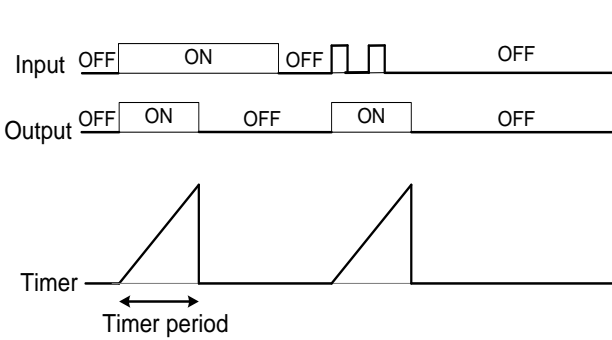 Input OFF ON OFF OFF
Output OFF ON OFF ON OFF
Timer
Timer period